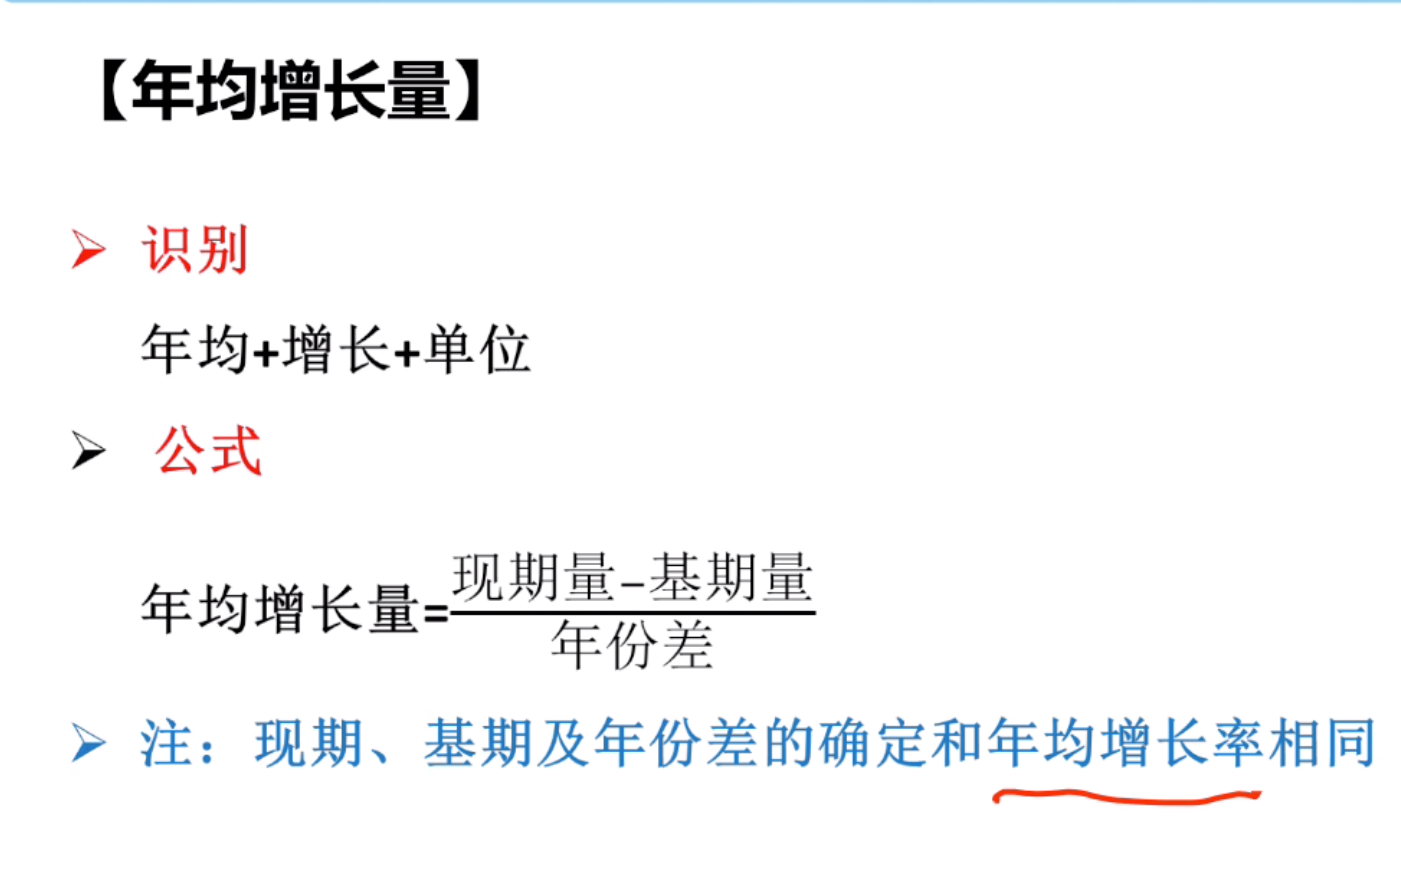 【年均增长量】
➢ 识别
年均+增长+单位
➢ 公式
年均增长量=现期量-基期量/年份差
➢ 注：现期、基期及年份差的确定和年均增长率相同